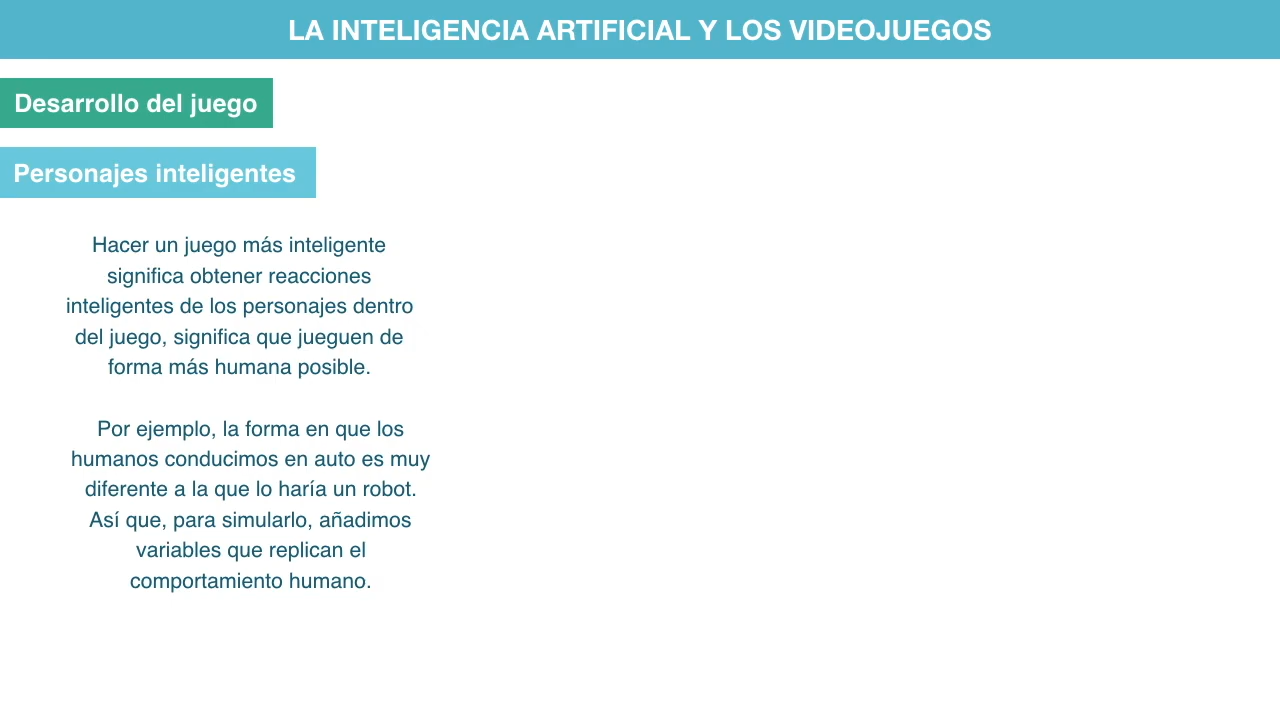 LA INTELIGENCIA ARTIFICIAL Y LOS VIDEOJUEGOS
Desarrollo del juego
Personajes inteligentes
Hacer un juego más inteligente
significa obtener reacciones
inteligentes de los personajes dentro
del juego, significa que jueguen de
forma más humana posible.
Por ejemplo, la forma en que los
humanos conducimos en auto es muy
diferente a la que lo haría un robot.
Así que, para simularlo, añadimos
variables que replican el
comportamiento humano.